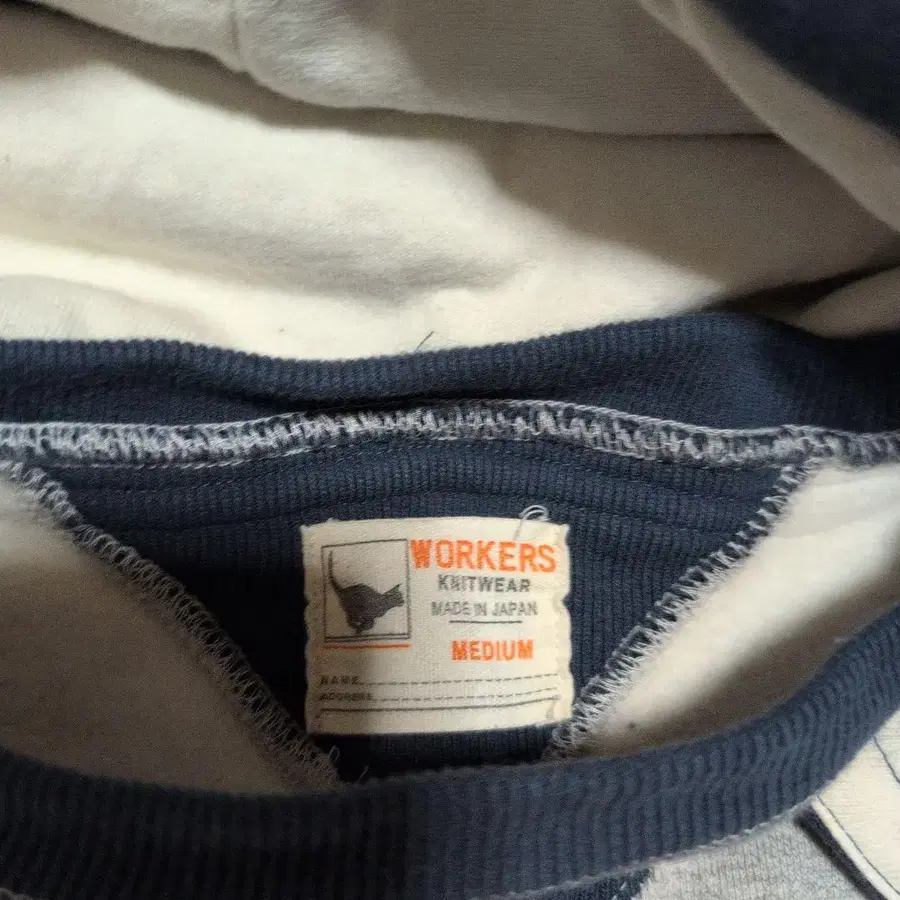 WORKERS
KNITWEAR
MADE IN JAPAN
MEDIUM
NAME
ADDRESS